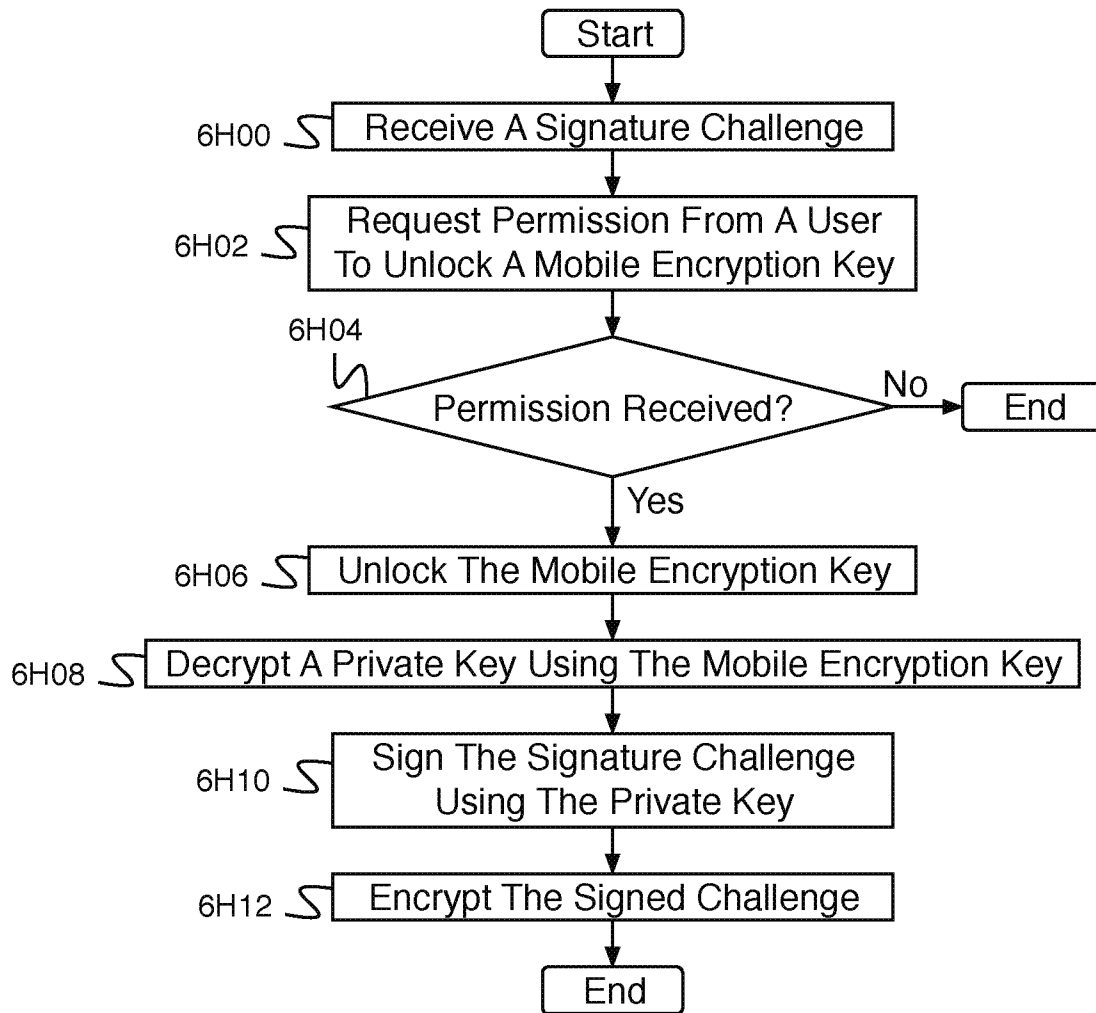 Start
6H00
Receive A Signature Challenge
6H02
Request Permission From A User
To Unlock A Mobile Encryption Key
6H04
Permission Received?
No
End
Yes
6H06
Unlock The Mobile Encryption Key
6H08
Decrypt A Private Key Using The Mobile Encryption Key
6H10
Sign The Signature Challenge
Using The Private Key
6H12
Encrypt The Signed Challenge
End